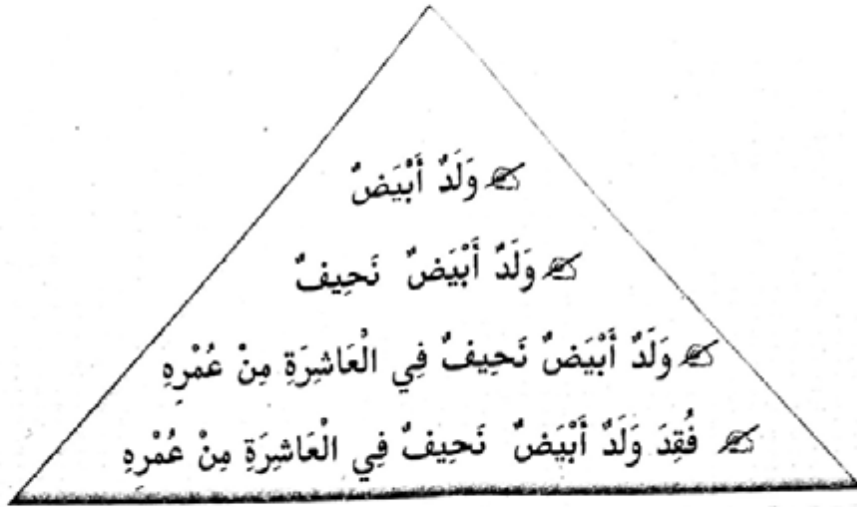 وَلَدٌ أَبْيَضٌ
وَلَدٌ أَبْيَضٌ نَحِيفٌ
وَلَدٌ أَبْيَضٌ نَحِيفٌ فِي الْعَاشِرَةِ مِنْ عُمْرِهِ
فُقِدَ وَلَدٌ أَبْيَضٌ نَحِيفٌ فِي الْعَاشِرَةِ مِنْ عُمْرِهِ